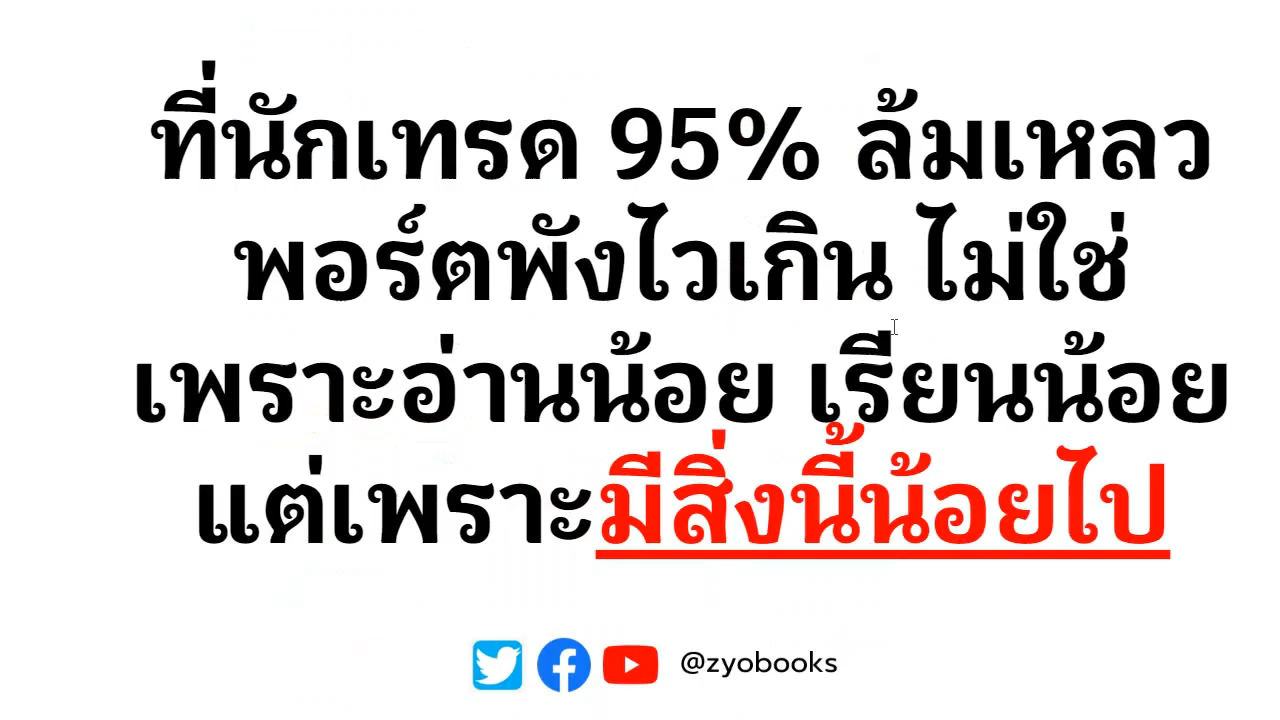 ที่นักเทรด 95% ล้มเหลว
พอร์ตพังไวเกิน ไม่ใช่
เพราะอ่านน้อย เรียนน้อย
แต่เพราะมีสิ่งนี้น้อยไป
@zyobooks